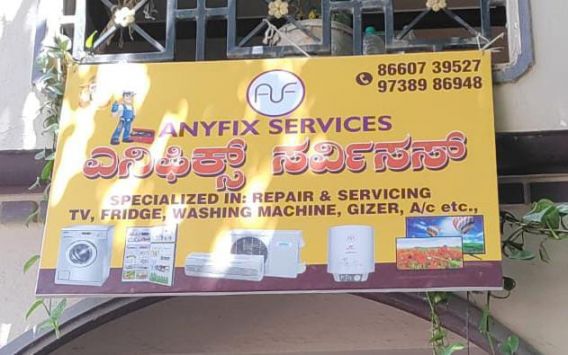 86607 39527
97389 86948
AUF
ANYFIX SERVICES
ಎನಿಫಿಕ್ಸ್ ಸರ್ವಿಸಸ್
SPECIALIZED IN: REPAIR & SERVICING
TV, FRIDGE, WASHING MACHINE, GIZER, A/c etc.,